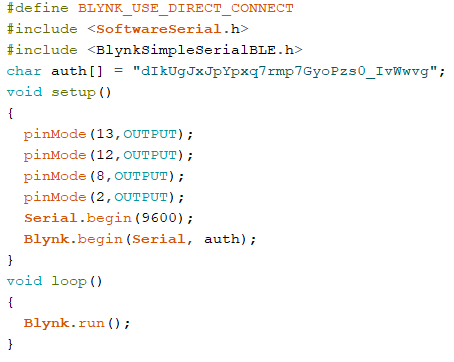 #define BLYNK_USE_DIRECT_CONNECT
#include <SoftwareSerial.h>
#include <BlynkSimpleSerialBLE.h>
char auth[] = "dIkUgJxJpYpxq7rmp7GyoPzs0_IvWwvg";
void setup()
{
  pinMode(13,OUTPUT);
  pinMode(12,OUTPUT);
  pinMode(8,OUTPUT);
  pinMode(2,OUTPUT);
  Serial.begin(9600);
  Blynk.begin(Serial, auth);
}
void loop()
{
  Blynk.run();
}